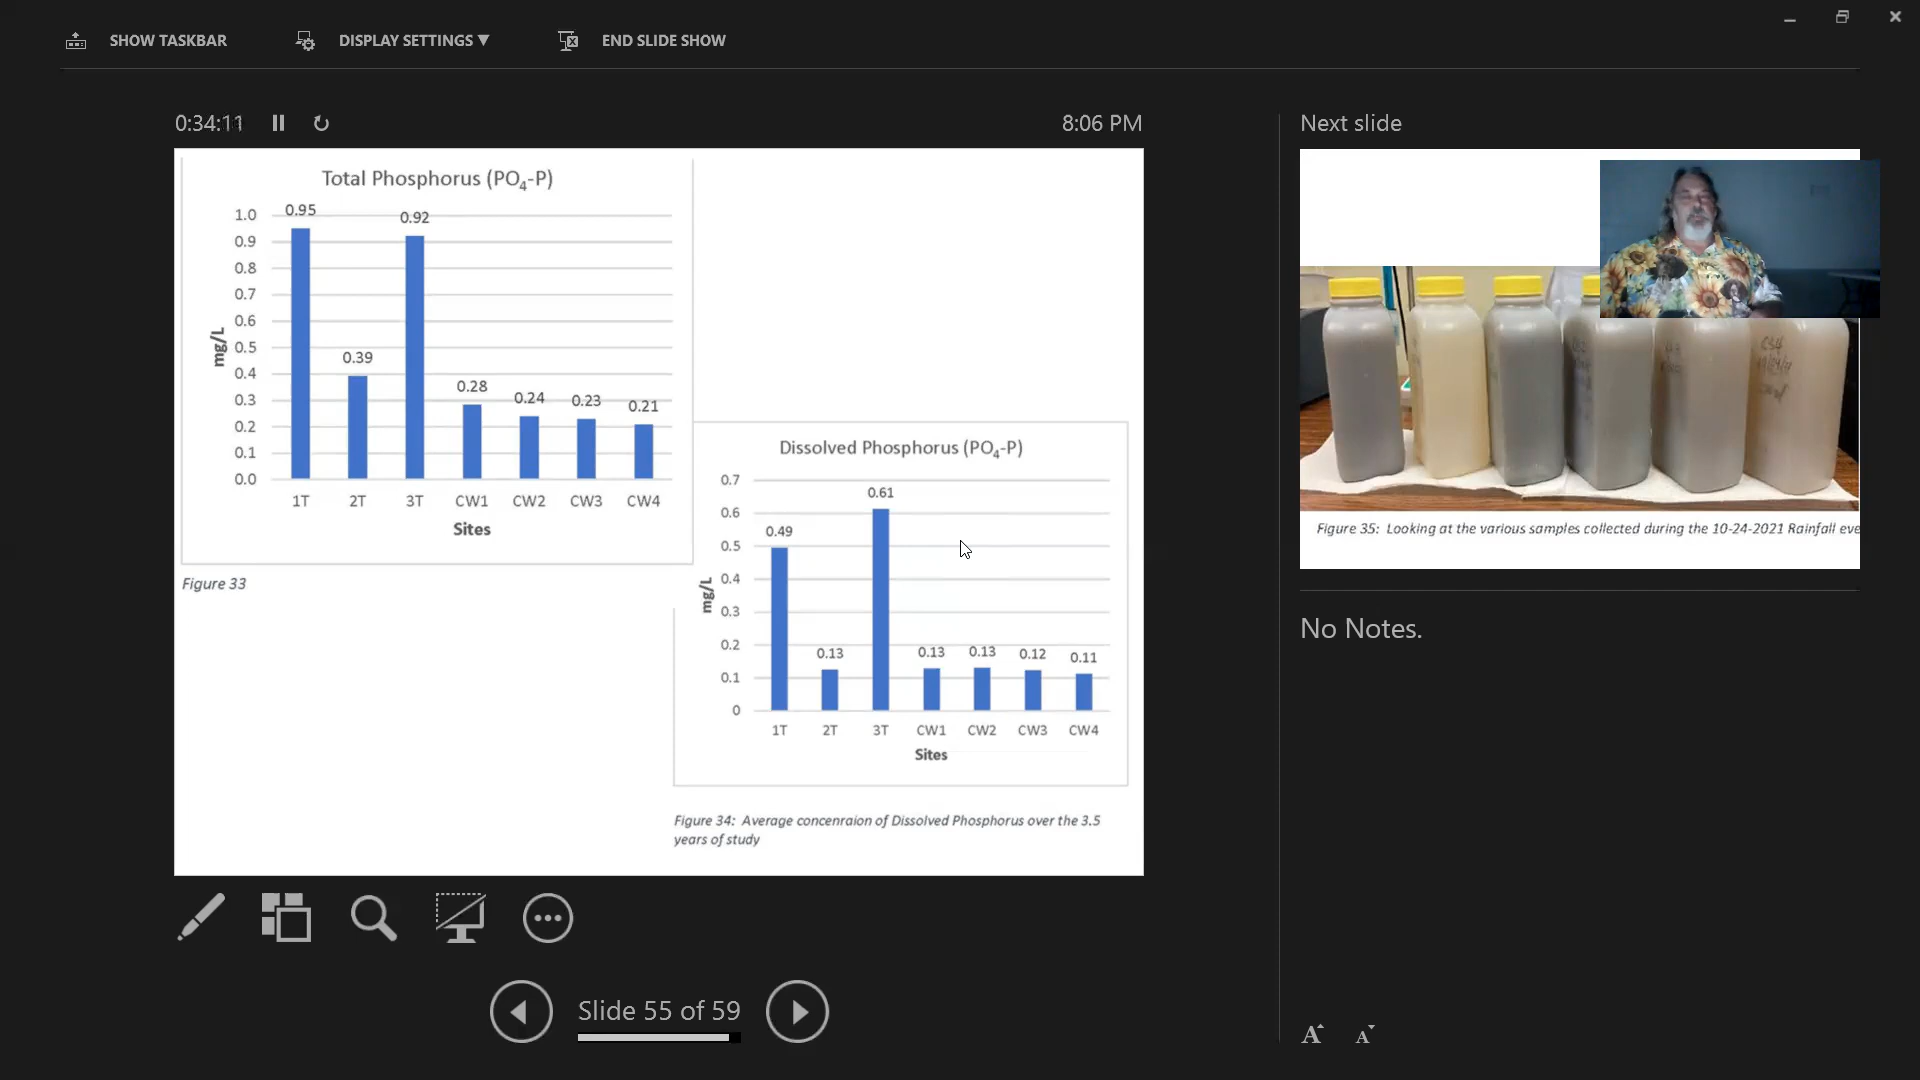 SHOW TASKBAR
DISPLAY SETTINGS ▼
END SLIDE SHOW
0:34:11
8:06 PM
Next slide
Total Phosphorus (PO4-P)
1.0
0.9
0.8
0.7
0.6
0.5
0.4
0.3
0.2
0.1
0.0
mg/L
0.95
0.39
0.92
0.28
0.24
0.23
0.21
1T 2T 3T CW1 CW2 CW3 CW4
Sites
Figure 33
Dissolved Phosphorus (PO4-P)
0.7
0.6
0.5
0.4
0.3
0.2
0.1
0
mg/L
0.49
0.13
0.61
0.13
0.13
0.12
0.11
1T 2T 3T CW1 CW2 CW3 CW4
Sites
Figure 34: Average concenraion of Dissolved Phosphorus over the 3.5
years of study
Figure 35: Looking at the various samples collected during the 10-24-2021 Rainfall eve
No Notes.
Slide 55 of 59
A A